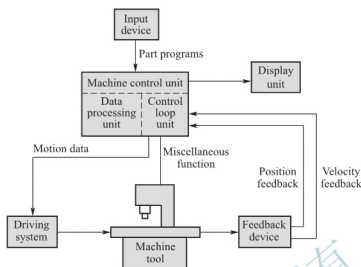 Input
device
Part programs
Machine control unit
Display
unit
Data
processing
unit
Control
loop
unit
Motion data
Miscellaneous
function
Position
feedback
Velocity
feedback
Driving
system
Machine
tool
Feedback
device